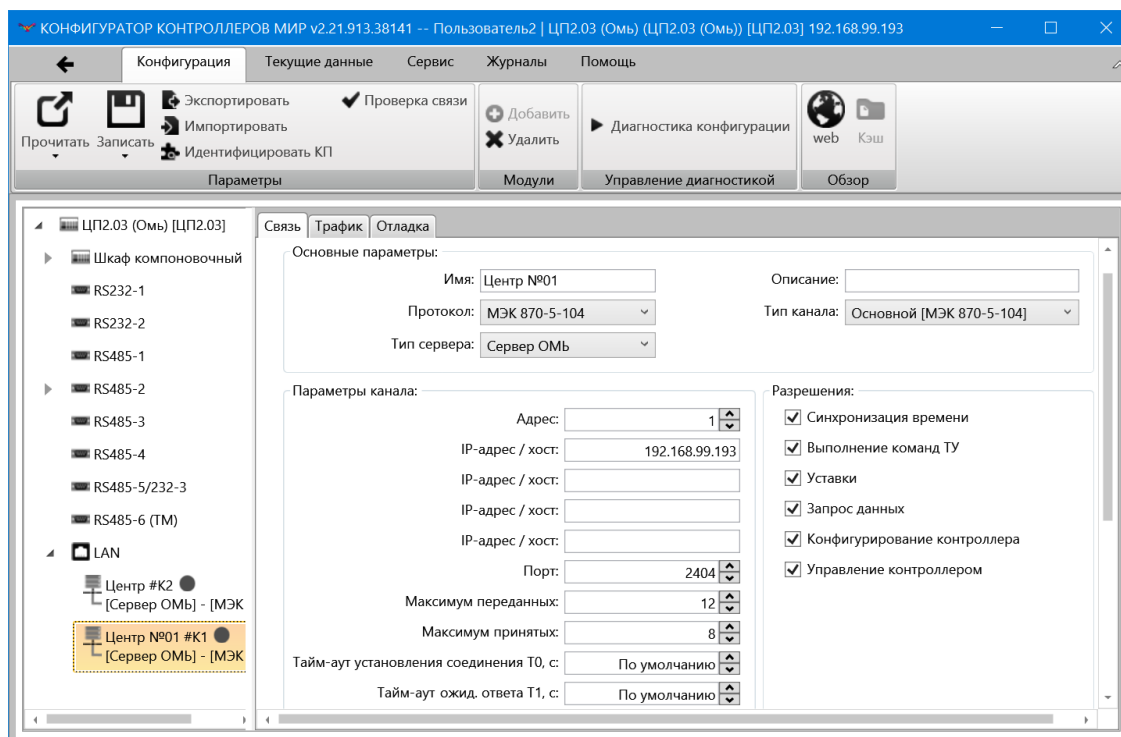 КОНФИГУРАТОР КОНТРОЛЛЕРОВ МИР v2.21.913.38141 -- Пользователь2 | ЦП2.03 (Омь) (ЦП2.03 (Омь)) [ЦП2.03] 192.168.99.193
Конфигурация Текущие данные Сервис Журналы Помощь
Прочитать Записать
Экспортировать
Импортировать
Идентифицировать КП
Проверка связи
Параметры
Добавить
Удалить
Модули
Диагностика конфигурации
Управление диагностикой
web Кэш
Обзор
ЦП2.03 (Омь) [ЦП2.03]
Шкаф компоновочный
RS232-1
RS232-2
RS485-1
RS485-2
RS485-3
RS485-4
RS485-5/232-3
RS485-6 (ТМ)
LAN
Центр #К2
[Сервер ОМЬ] - [МЭК
Центр №01 #К1
[Сервер ОМЬ] - [МЭК
Связь Трафик Отладка
Основные параметры:
Имя: Центр №01 Описание:
Протокол: МЭК 870-5-104 Тип канала: Основной [МЭК 870-5-104]
Тип сервера: Сервер ОМЬ
Параметры канала:
Адрес: 1
IP-адрес / хост: 192.168.99.193
IP-адрес / хост:
IP-адрес / хост:
IP-адрес / хост:
Порт: 2404
Максимум переданных: 12
Максимум принятых: 8
Тайм-аут установления соединения T0, с: По умолчанию
Тайм-аут ожид. ответа T1, с: По умолчанию
Разрешения:
Синхронизация времени
Выполнение команд ТУ
Уставки
Запрос данных
Конфигурирование контроллера
Управление контроллером